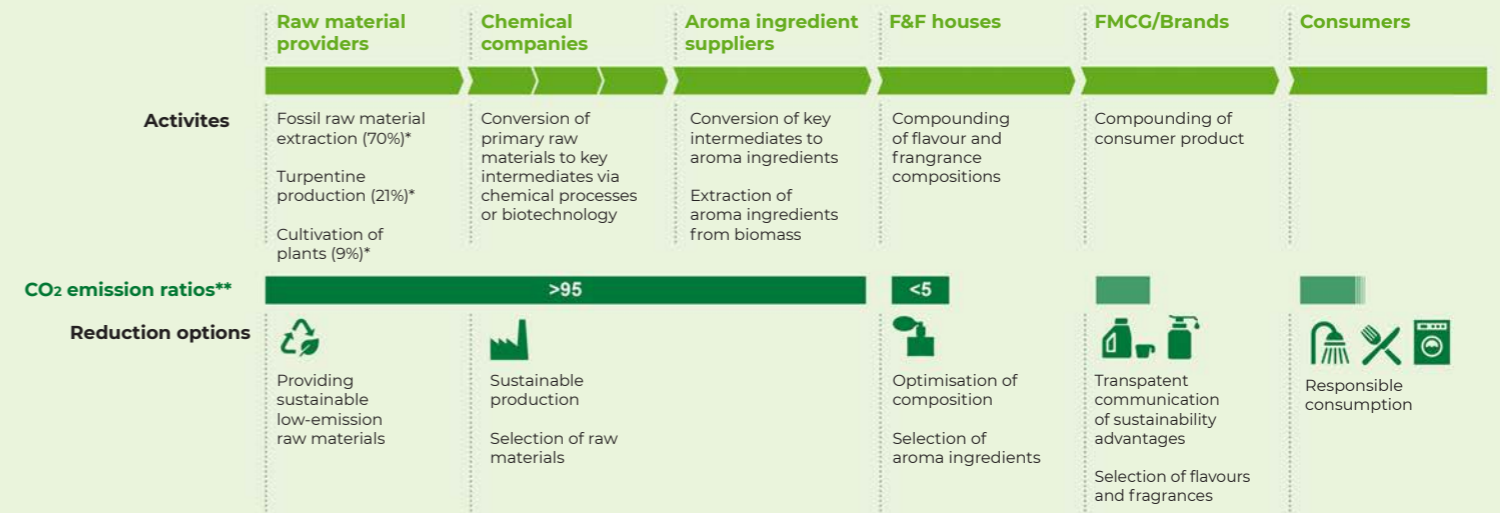 Raw material
providers
Chemical
companies
Aroma ingredient
suppliers
F&F houses
FMCG/Brands
Consumers
Activites
Fossil raw material
extraction (70%)*
Turpentine
production (21%)*
Cultivation of
plants (9%)*
Conversion of
primary raw
materials to key
intermediates via
chemical processes
or biotechnology
Conversion of key
intermediates to
aroma ingredients
Extraction of
aroma ingredients
from biomass
Compounding
of flavour and
frangrance
compositions
Compounding of
consumer product
CO2 emission ratios**
>95
<5
Reduction options
Providing
sustainable
low-emission
raw materials
Sustainable
production
Selection of raw
materials
Optimisation of
composition
Selection of
aroma ingredients
Transpatent
communication
of sustainability
advantages
Selection of flavours
and fragrances
Responsible
consumption